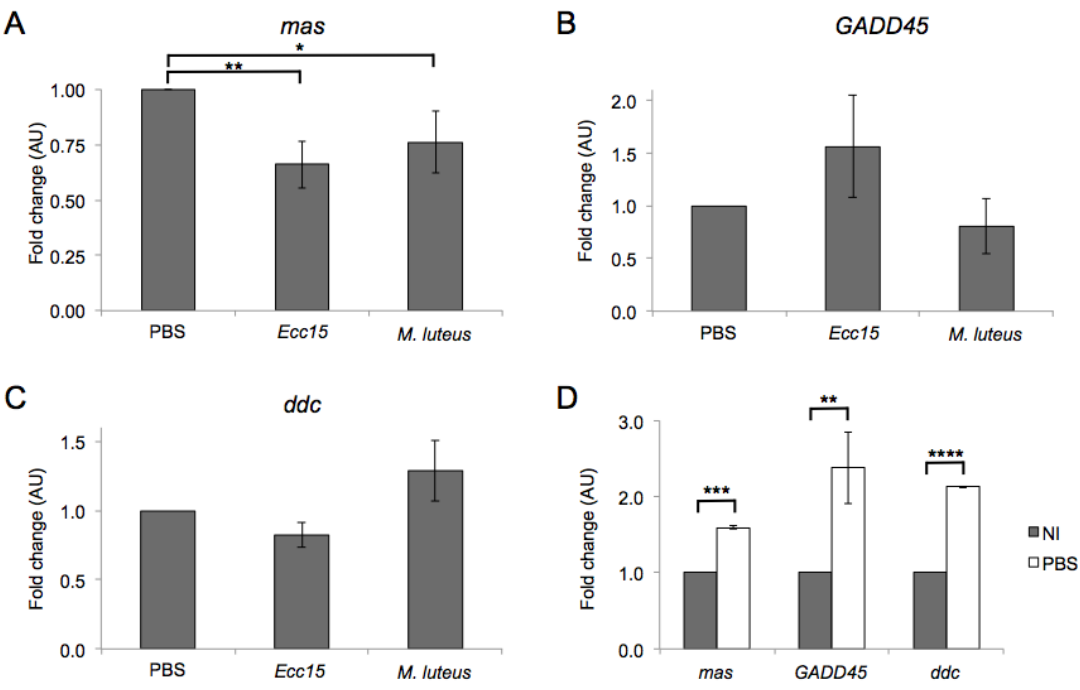 A
mas
*
**
Fold change (AU)
1.00
0.75
0.50
0.25
0.00
PBS
Ecc15
M. luteus
B
GADD45
Fold change (AU)
2.0
1.5
1.0
0.5
0.0
PBS
Ecc15
M. luteus
C
ddc
Fold change (AU)
1.5
1.0
0.5
0.0
PBS
Ecc15
M. luteus
D
**
***
****
Fold change (AU)
3.0
2.0
1.0
0.0
mas
GADD45
ddc
NI
PBS